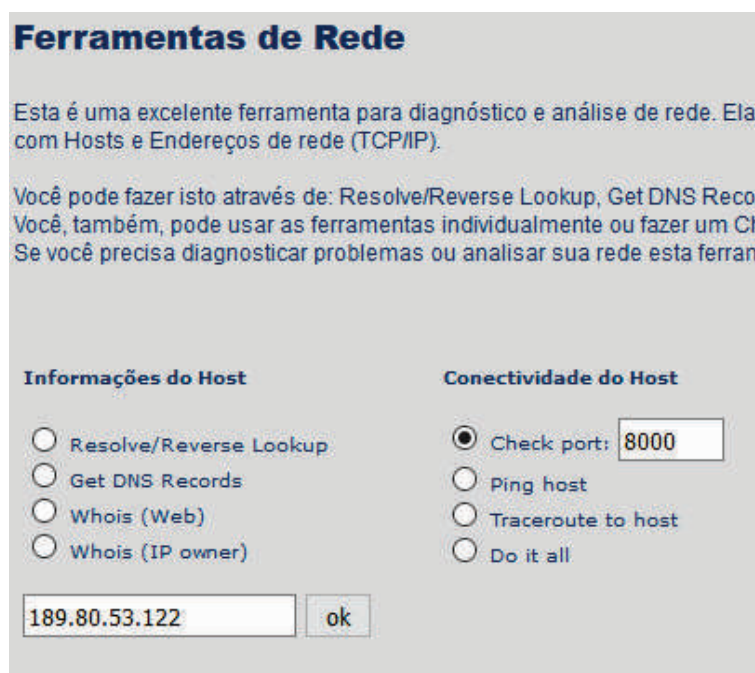 Ferramentas de Rede
Esta é uma excelente ferramenta para diagnóstico e análise de rede. Ela
com Hosts e Endereços de rede (TCP/IP).
Você pode fazer isto através de: Resolve/Reverse Lookup, Get DNS Reco
Você, também, pode usar as ferramentas individualmente ou fazer um Ch
Se você precisa diagnosticar problemas ou analisar sua rede esta ferran
Informações do Host
Resolve/Reverse Lookup
Get DNS Records
Whois (Web)
Whois (IP owner)
189.80.53.122 ok
Conectividade do Host
Check port: 8000
Ping host
Traceroute to host
Do it all